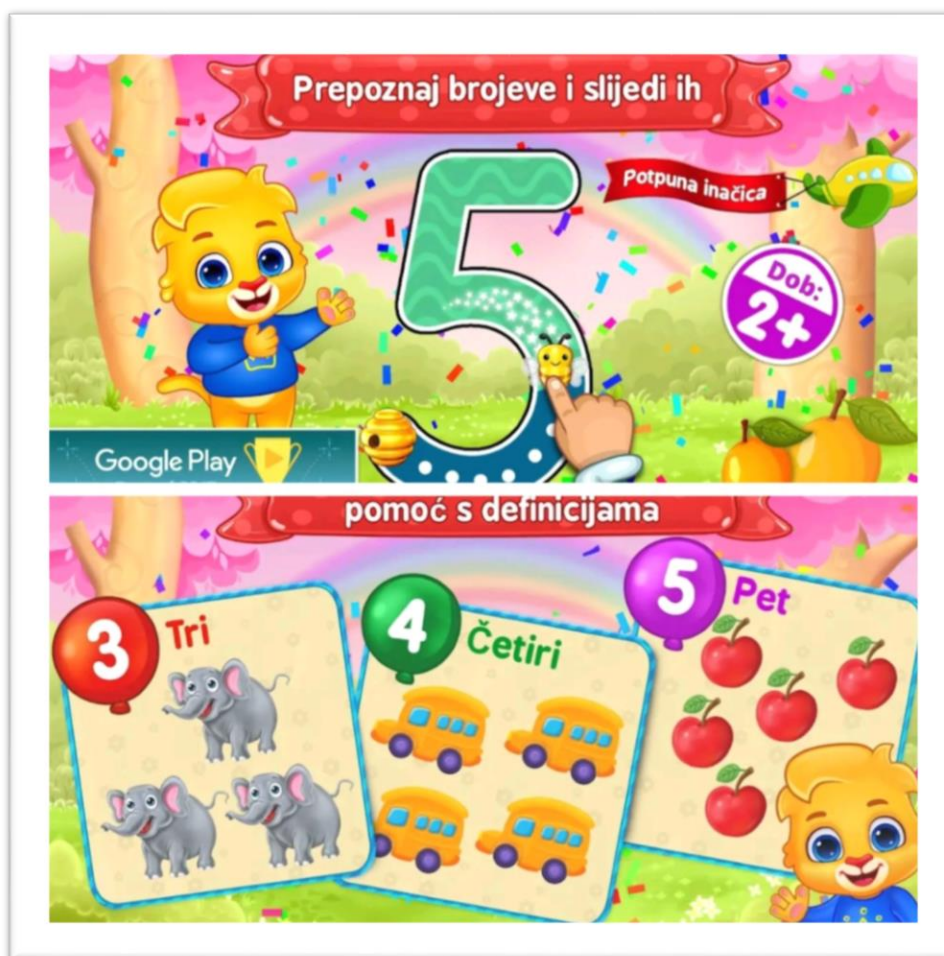 Prepoznaj brojeve i slijedi ih
Potpuna inačica
Dob:
2+
5
Google Play
pomoć s definicijama
3 Tri
4 Četiri
5 Pet